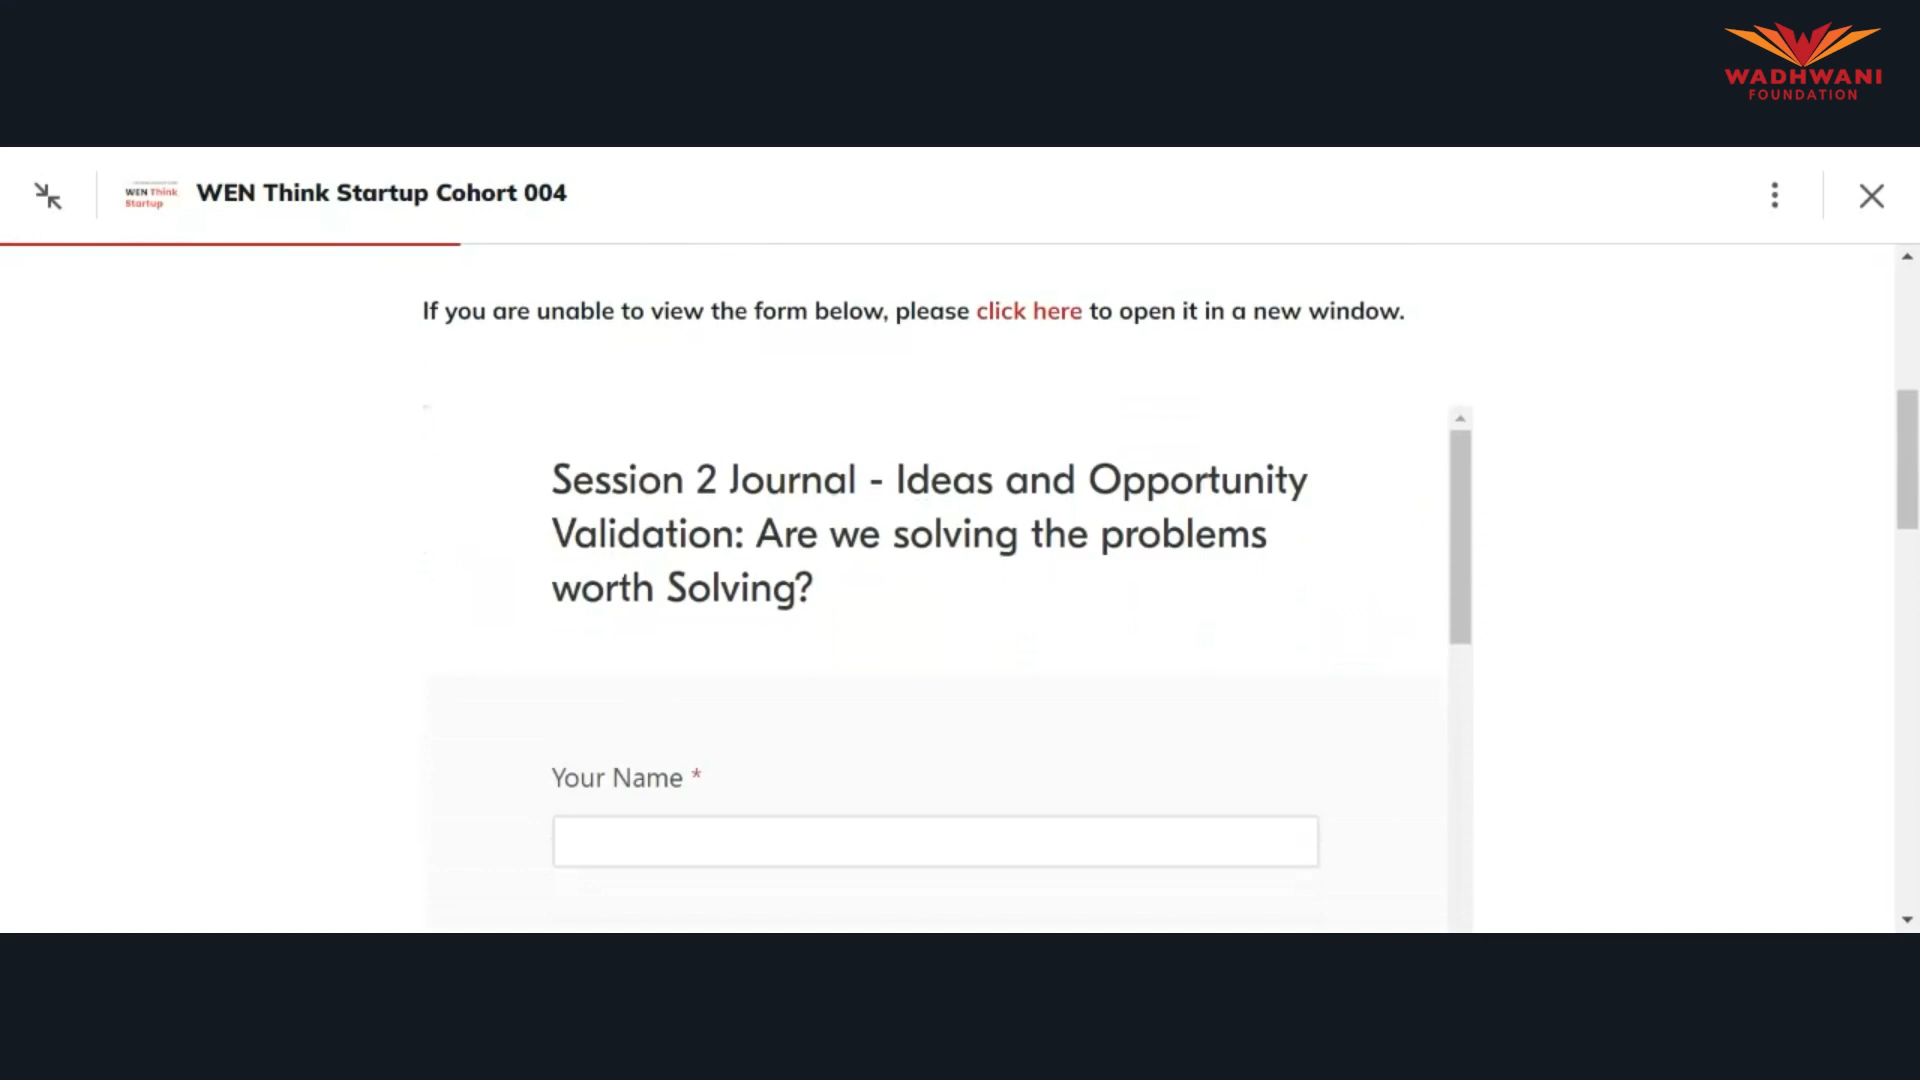 WADHWANI
FOUNDATION
WEN Think
Startup
WEN Think Startup Cohort 004
If you are unable to view the form below, please click here to open it in a new window.
Session 2 Journal - Ideas and Opportunity
Validation: Are we solving the problems
worth Solving?
Your Name *